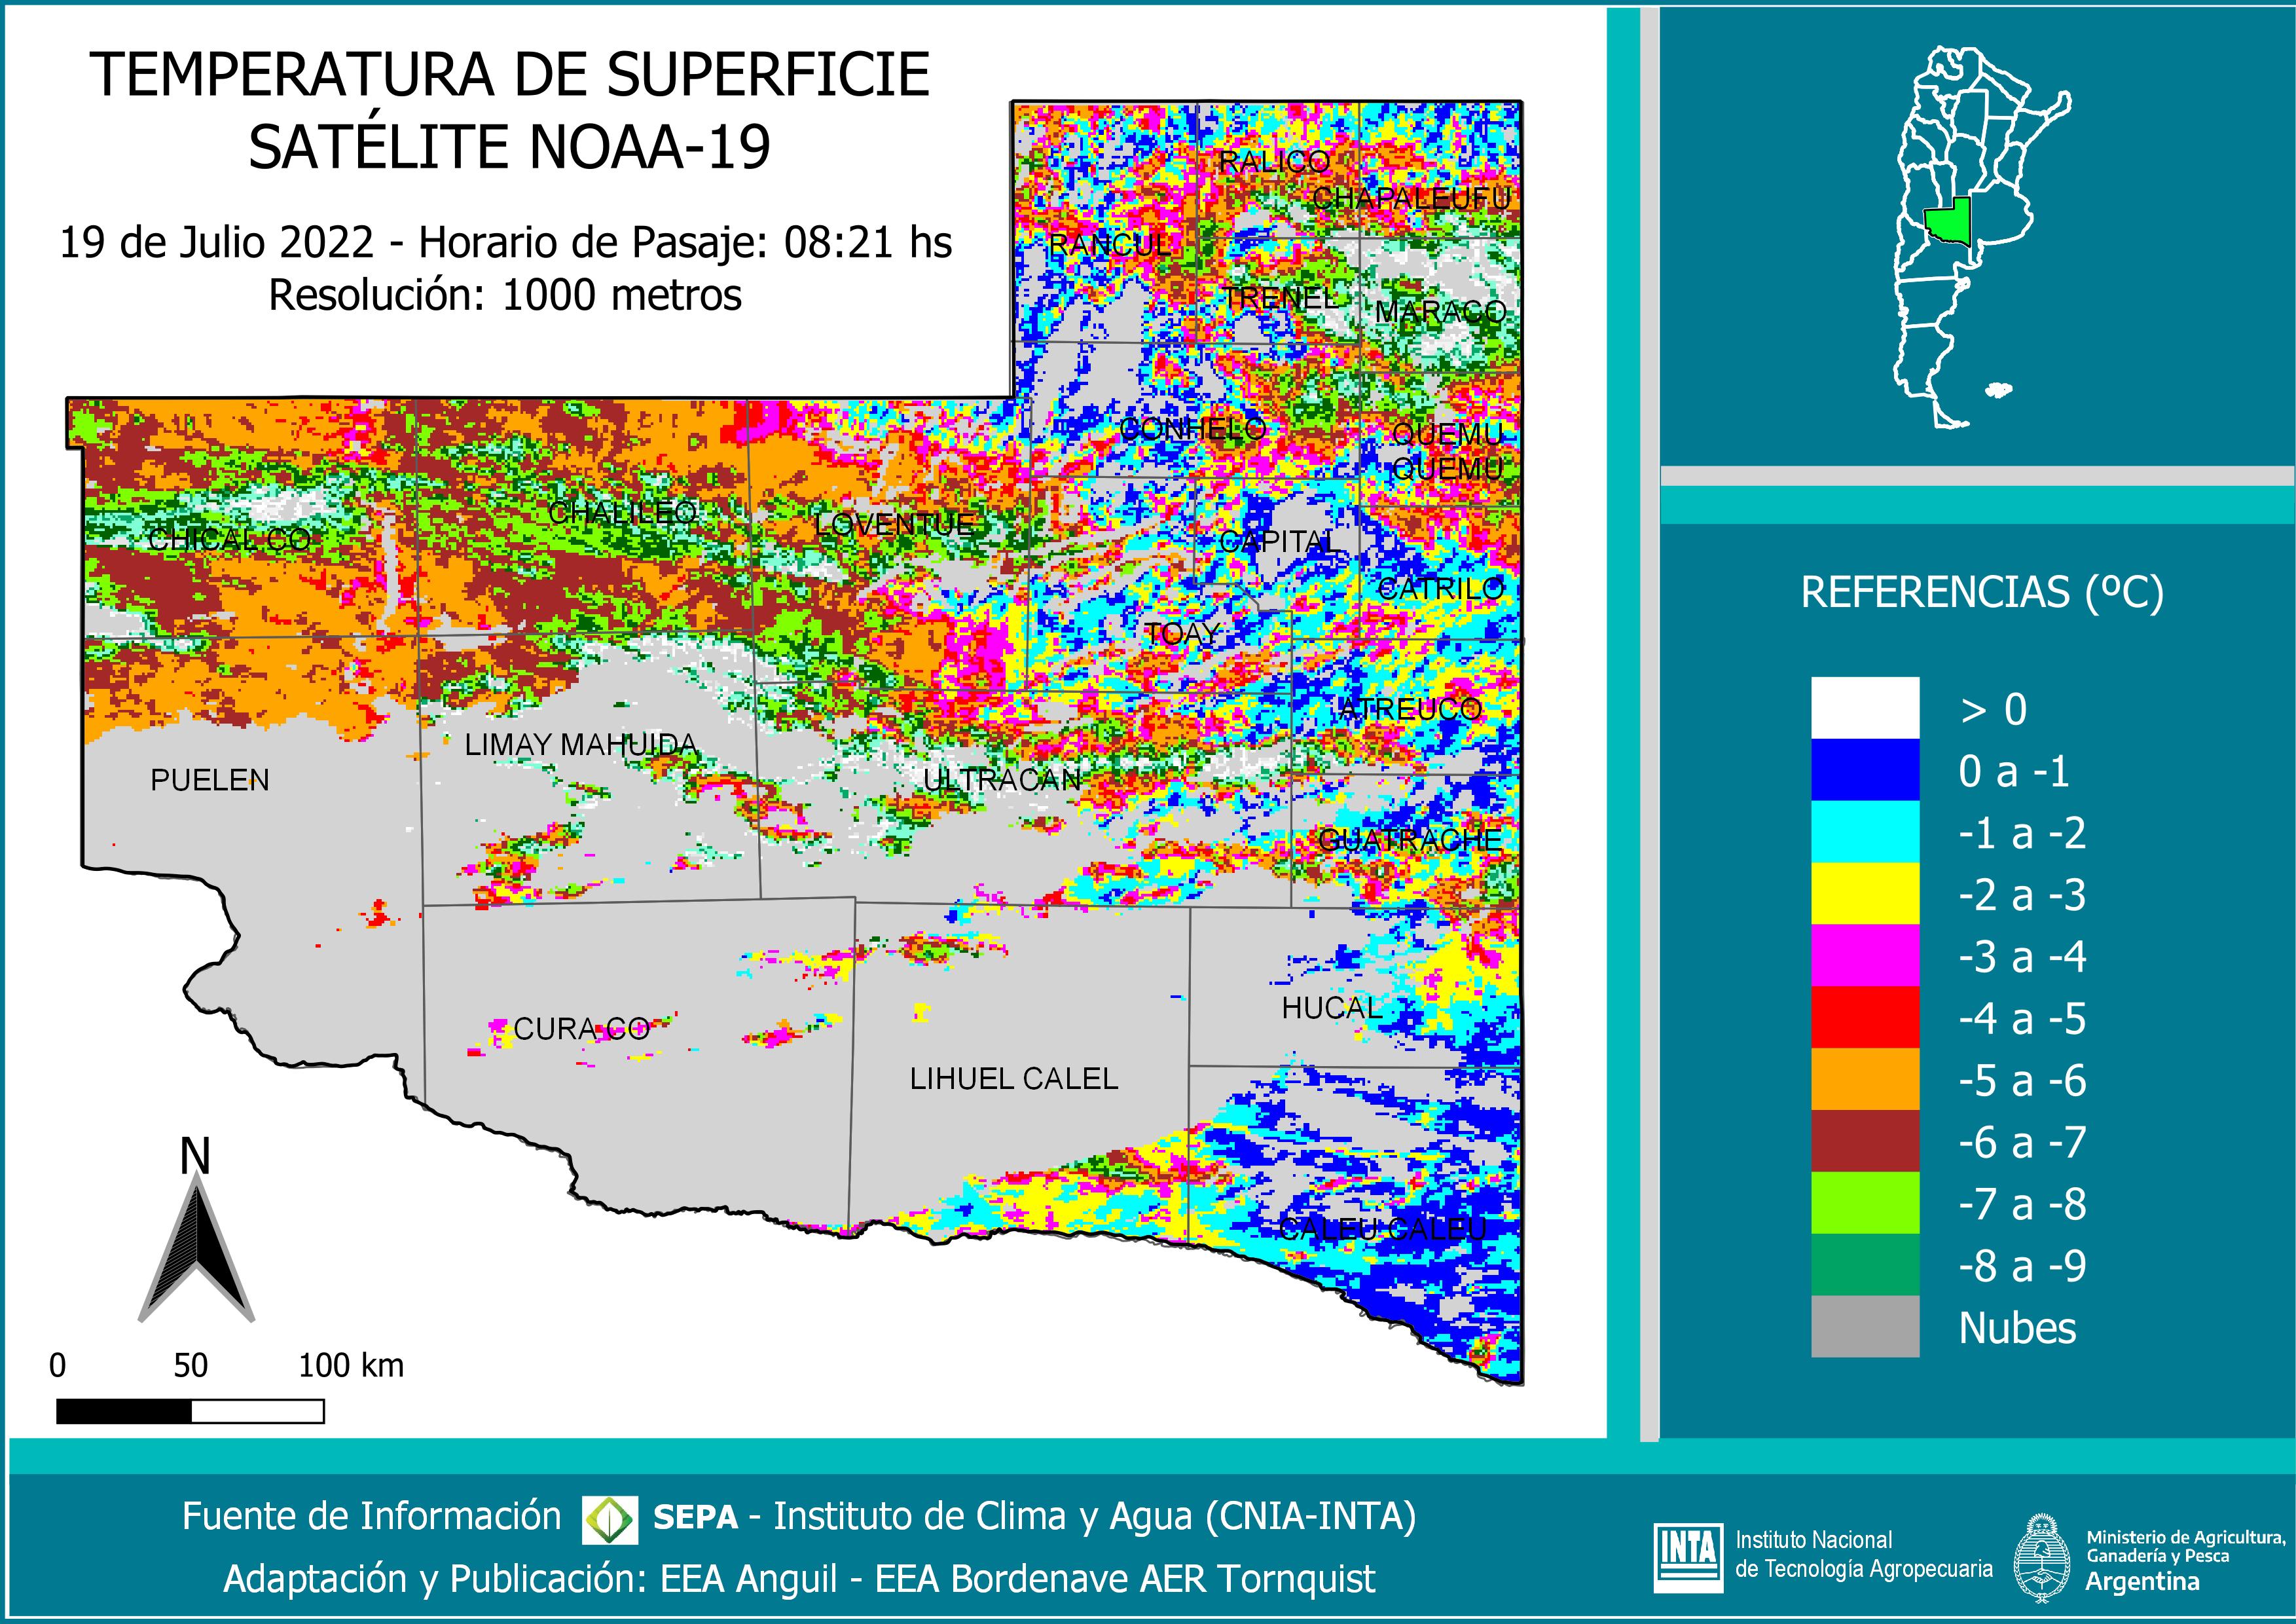 TEMPERATURA DE SUPERFICIE
SATÉLITE NOAA-19
19 de Julio 2022 - Horario de Pasaje: 08:21 hs
Resolución: 1000 metros
RALICO
CHAPALEUFU
RANCUL
TRENEL
MARACO
CONHELO
QUEMU
QUEMU
CHALILEO
LOVENTUE
CHICAL CO
CAPITAL
CATRILO
TOAY
ATREUCO
LIMAY MAHUIDA
PUELEN
ULTRACAN
GUATRACHE
HUCAL
CURA CO
LIHUEL CALEL
CALEU CALEU
N
0 50 100 km
REFERENCIAS (ºC)
> 0
0 a -1
-1 a -2
-2 a -3
-3 a -4
-4 a -5
-5 a -6
-6 a -7
-7 a -8
-8 a -9
Nubes
Fuente de Información SEPA - Instituto de Clima y Agua (CNIA-INTA)
Adaptación y Publicación: EEA Anguil - EEA Bordenave AER Tornquist
INTA
Instituto Nacional
de Tecnología Agropecuaria
Ministerio de Agricultura,
Ganadería y Pesca
Argentina